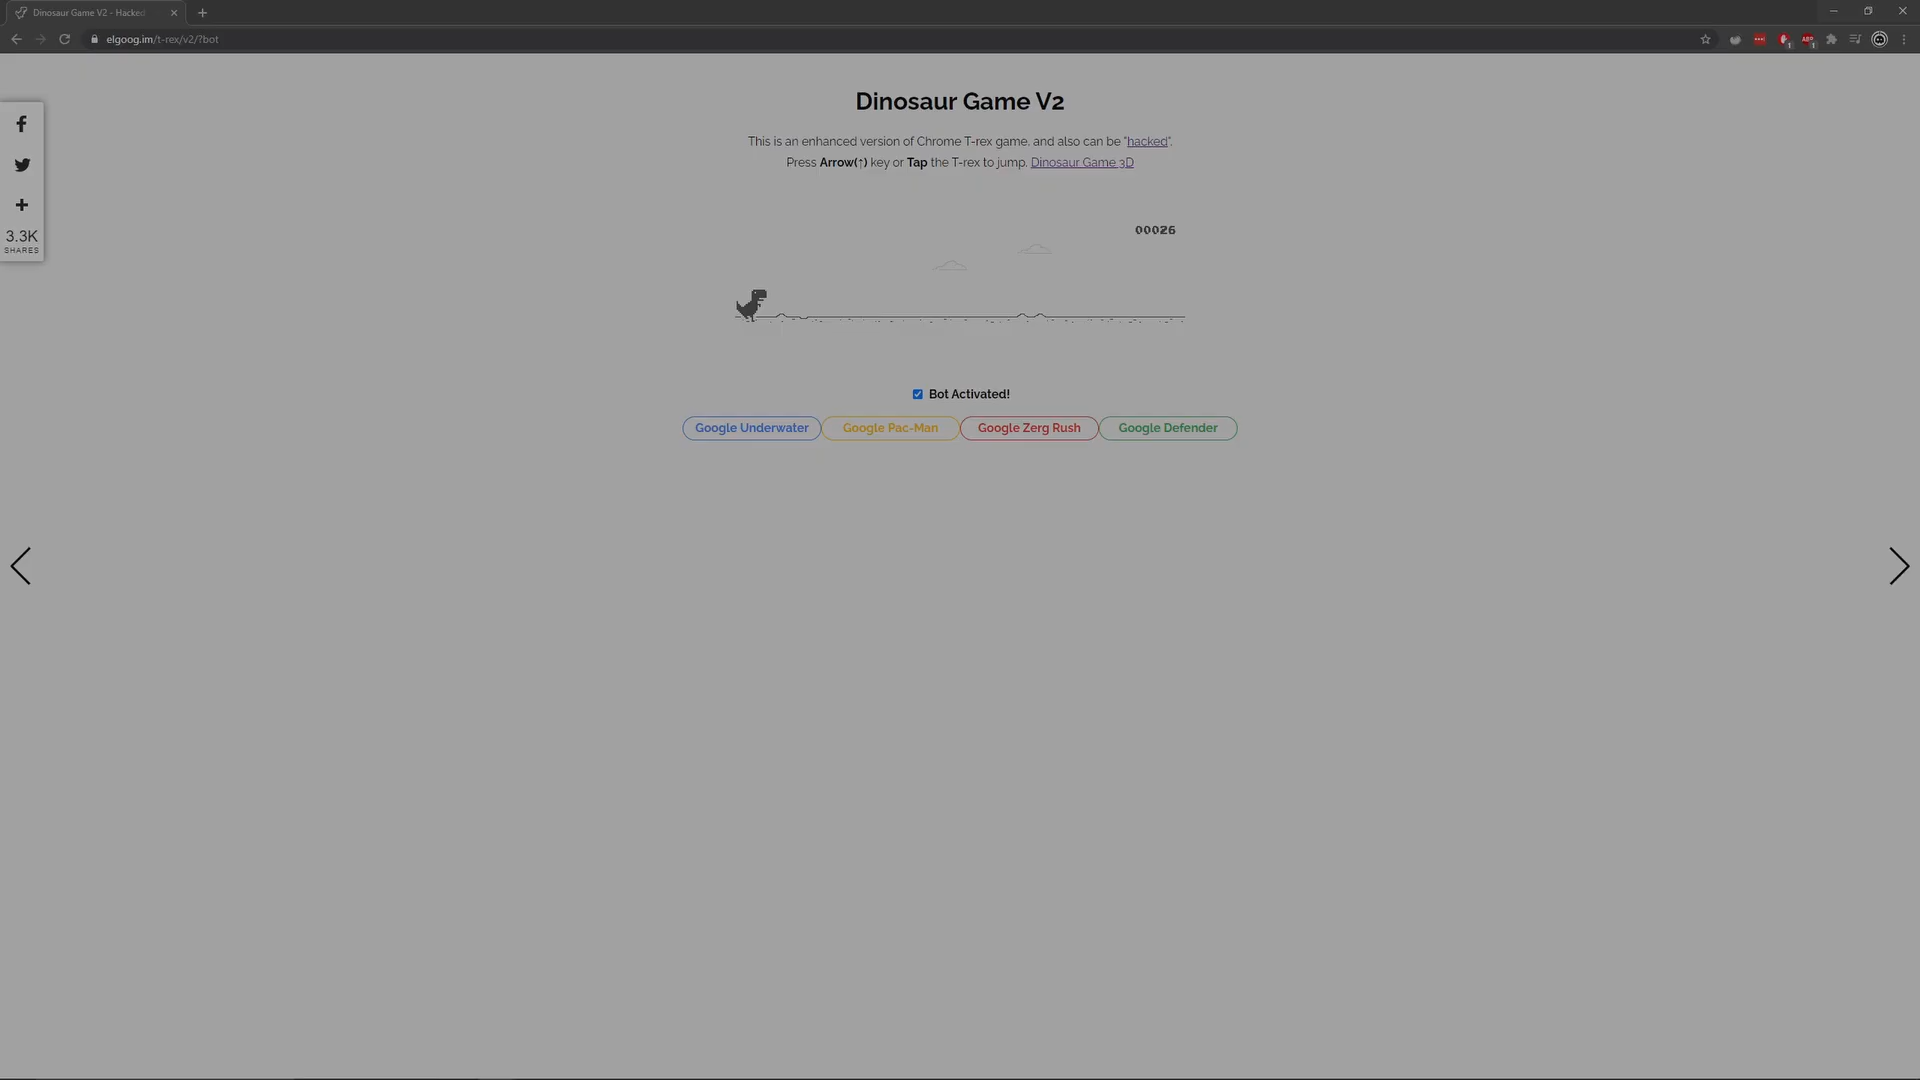 Dinosaur Game V2 - Hacked
elgoog.im/t-rex/v2/?bot
Dinosaur Game V2
This is an enhanced version of Chrome T-rex game, and also can be "hacked".
Press Arrow(↑) key or Tap the T-rex to jump. Dinosaur Game 3D
3.3K
SHARES
00026
Bot Activated!
Google Underwater Google Pac-Man Google Zerg Rush Google Defender